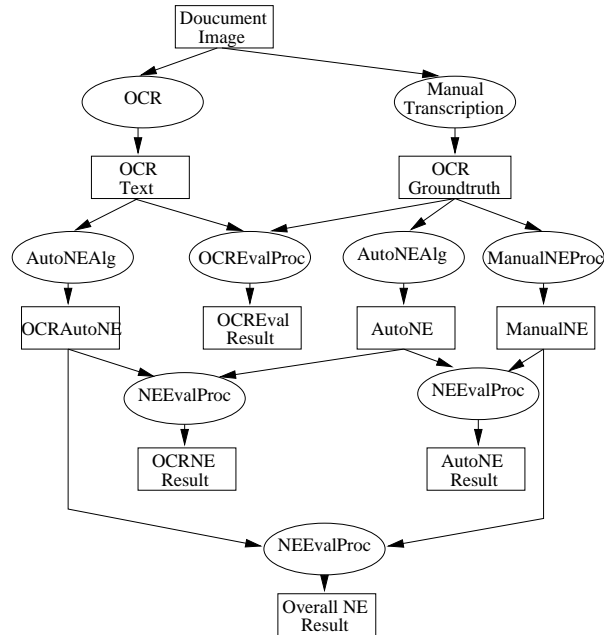 Doucument
Image
OCR
Manual
Transcription
OCR
Text
OCR
Groundtruth
AutoNEAlg
OCREvalProc
AutoNEAlg
ManualNEProc
OCRAutoNE
OCREval
Result
AutoNE
ManualNE
NEEvalProc
NEEvalProc
OCRNE
Result
AutoNE
Result
NEEvalProc
Overall NE
Result